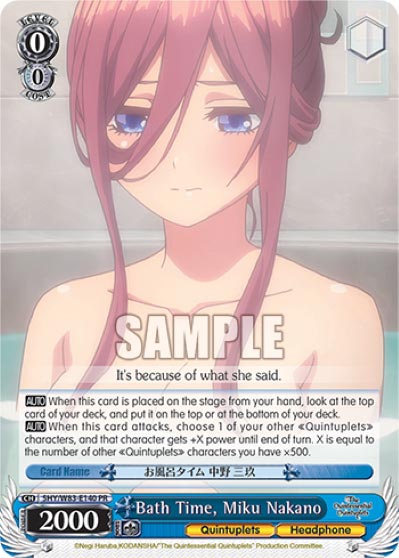 LEVEL
0
0
COST
SAMPLE
It's because of what she said.
AUTO When this card is placed on the stage from your hand, look at the top
card of your deck, and put it on the top or at the bottom of your deck.
AUTO When this card attacks, choose 1 of your other ≪Quintuplets≫
characters, and that character gets +X power until end of turn. X is equal to
the number of other ≪Quintuplets≫ characters you have ×500.
Card Name お風呂タイム 中野 三玖
CH 5HY/W83-E140 PR
Bath Time, Miku Nakano
The Quintessential Quintuplets
2000
Quintuplets Headphone
©Negi Haruba,KODANSHA/"The Quintessential Quintuplets" Production Committee